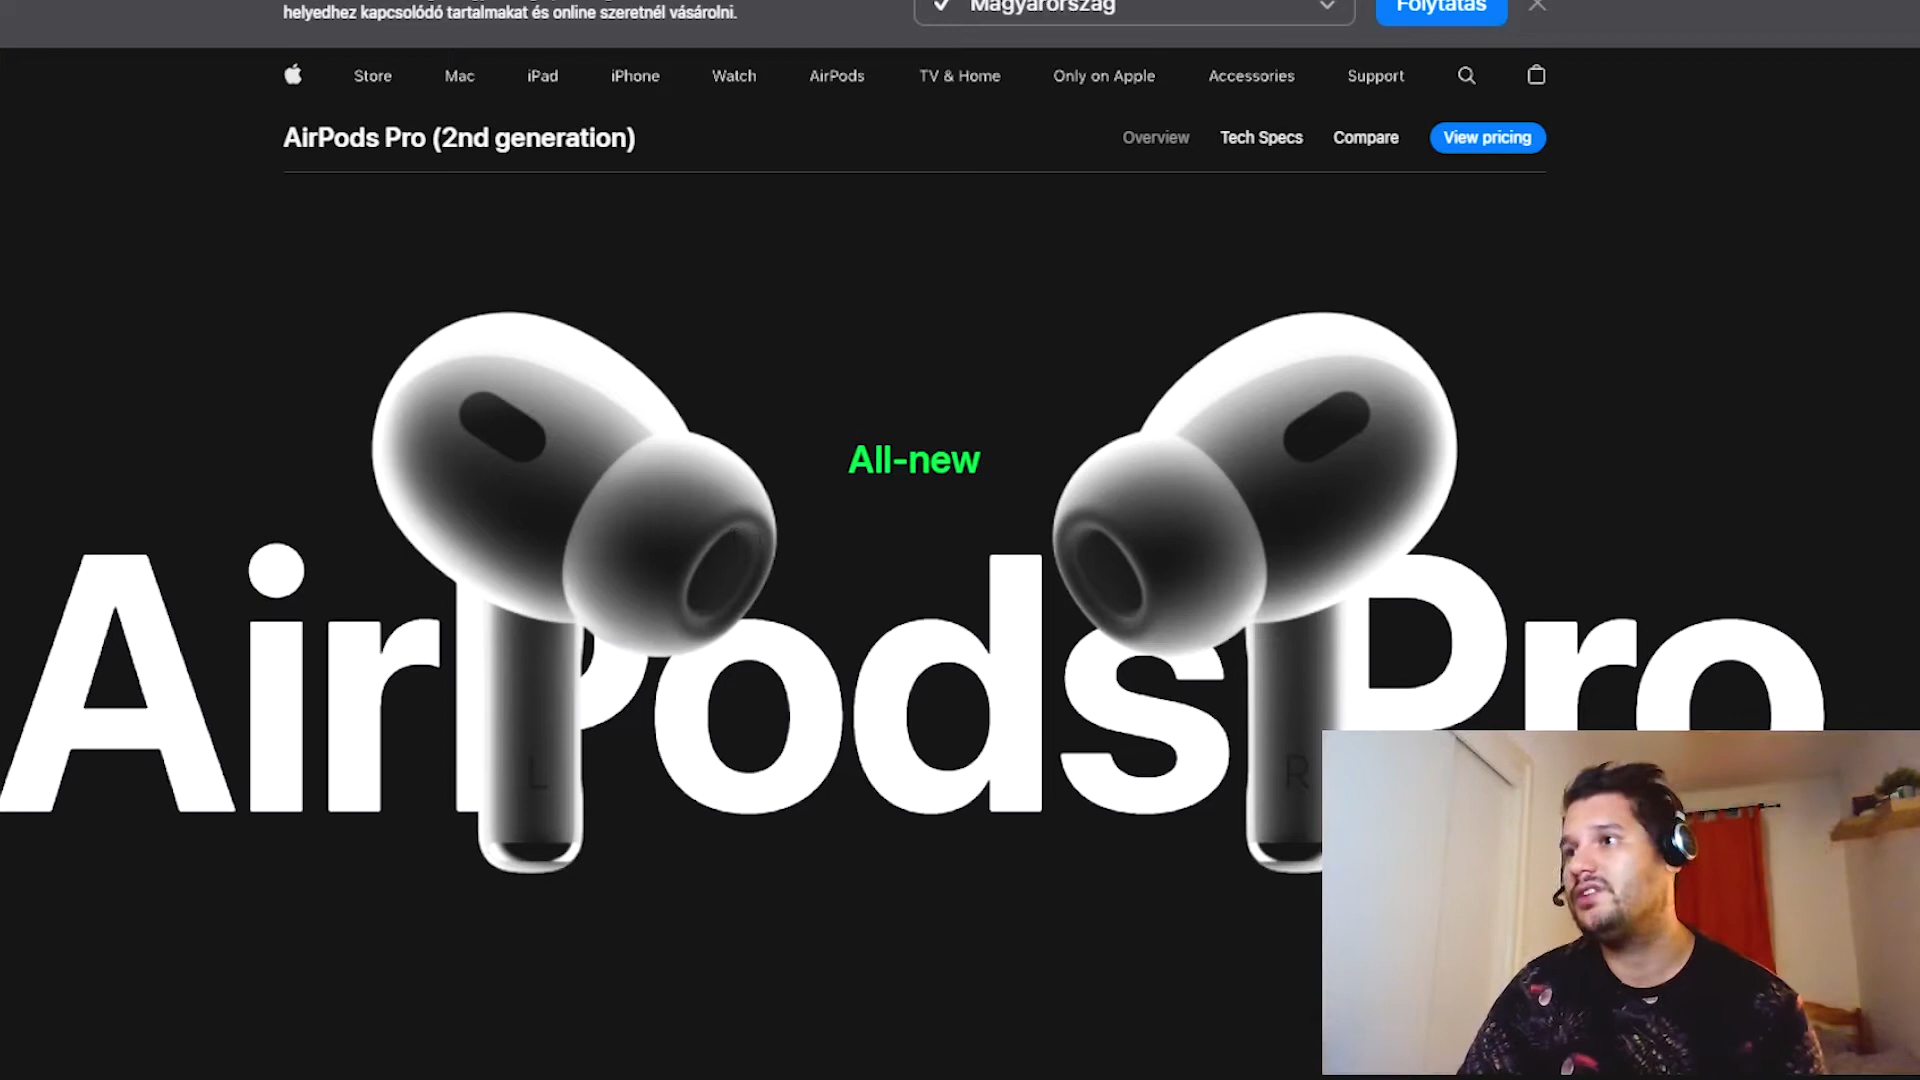 helyedhez kapcsolódó tartalmakat és online szeretnél vásárolni.
Magyarország
Folytatás
Store Mac iPad iPhone Watch AirPods TV & Home Only on Apple Accessories Support
AirPods Pro (2nd generation)
Overview Tech Specs Compare View pricing
All-new
AirPods Pro
L R